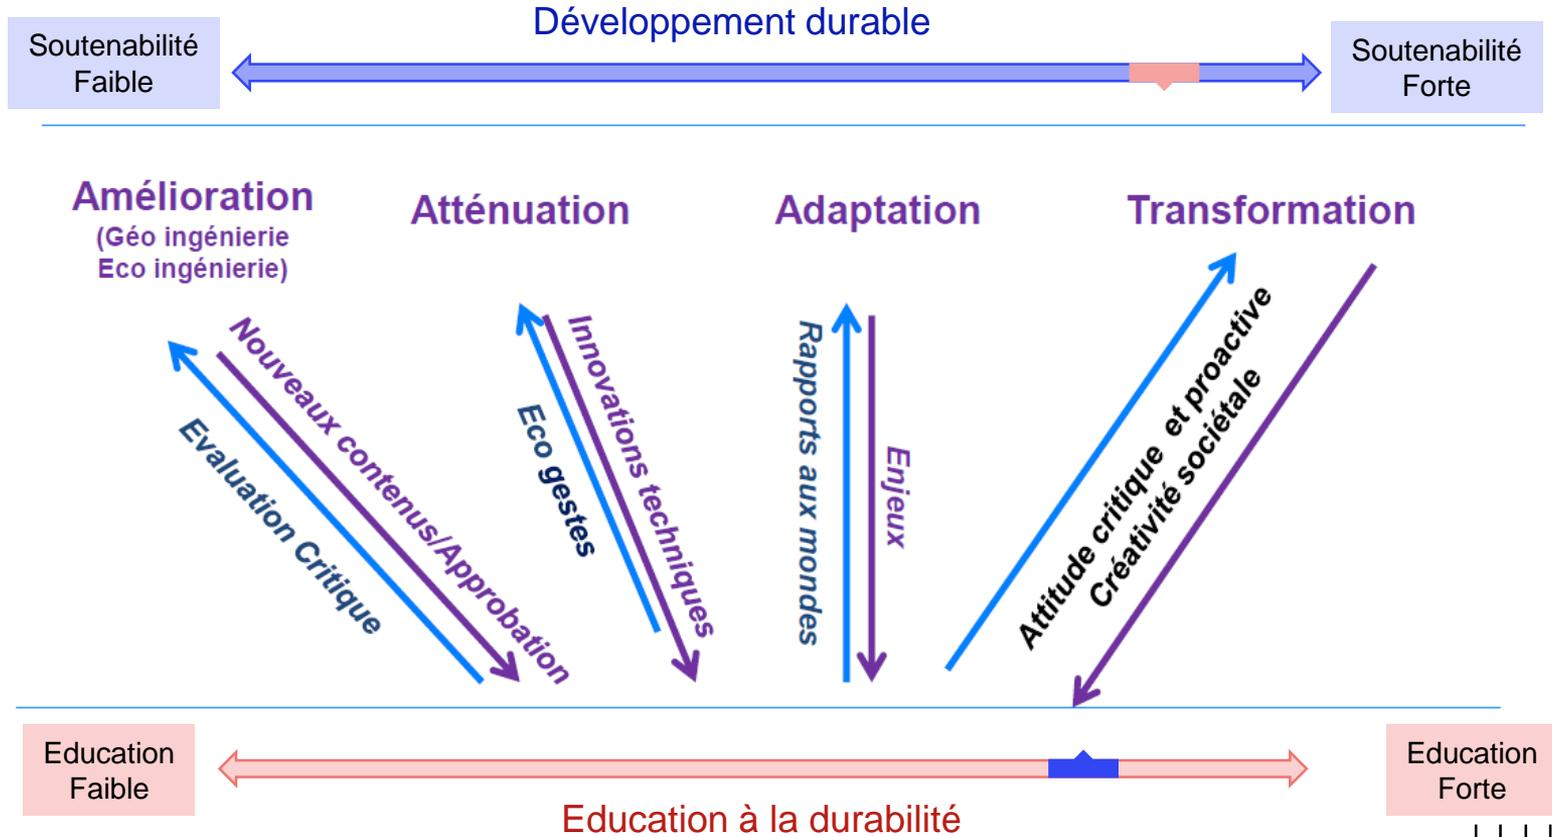 Développement durable
Soutenabilité
Faible
Soutenabilité
Forte
Amélioration
(Géo ingénierie
Eco ingénierie)
Atténuation
Adaptation
Transformation
Nouveaux contenus/Approbation
Evaluation Critique
Innovations techniques
Eco gestes
Rapports aux mondes
Enjeux
Attitude critique et proactive
Créativité sociétale
Education
Faible
Education
Forte
Education à la durabilité